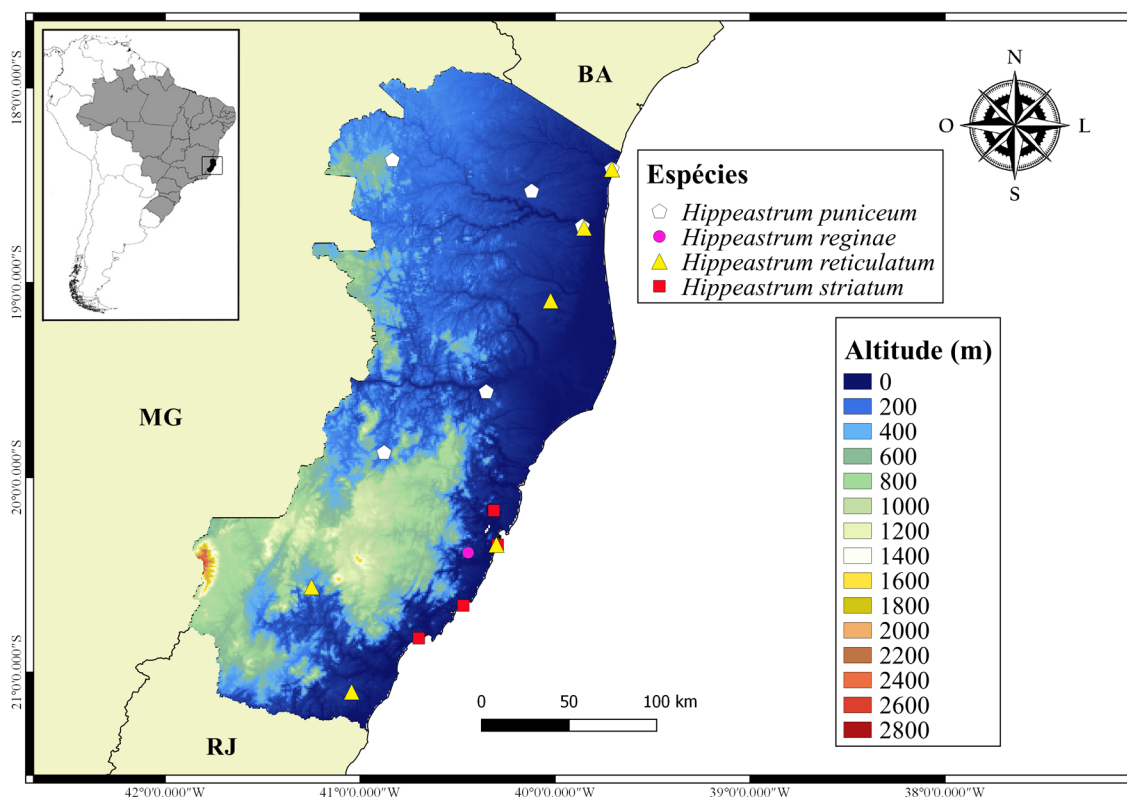 BA
MG
RJ
N
O
L
S
Espécies
Hippeastrum puniceum
Hippeastrum reginae
Hippeastrum reticulatum
Hippeastrum striatum
Altitude (m)
0
200
400
600
800
1000
1200
1400
1600
1800
2000
2200
2400
2600
2800
0 50 100 km
18°0'0.000"S
19°0'0.000"S
20°0'0.000"S
21°0'0.000"S
42°0'0.000"W
41°0'0.000"W
40°0'0.000"W
39°0'0.000"W
38°0'0.000"W